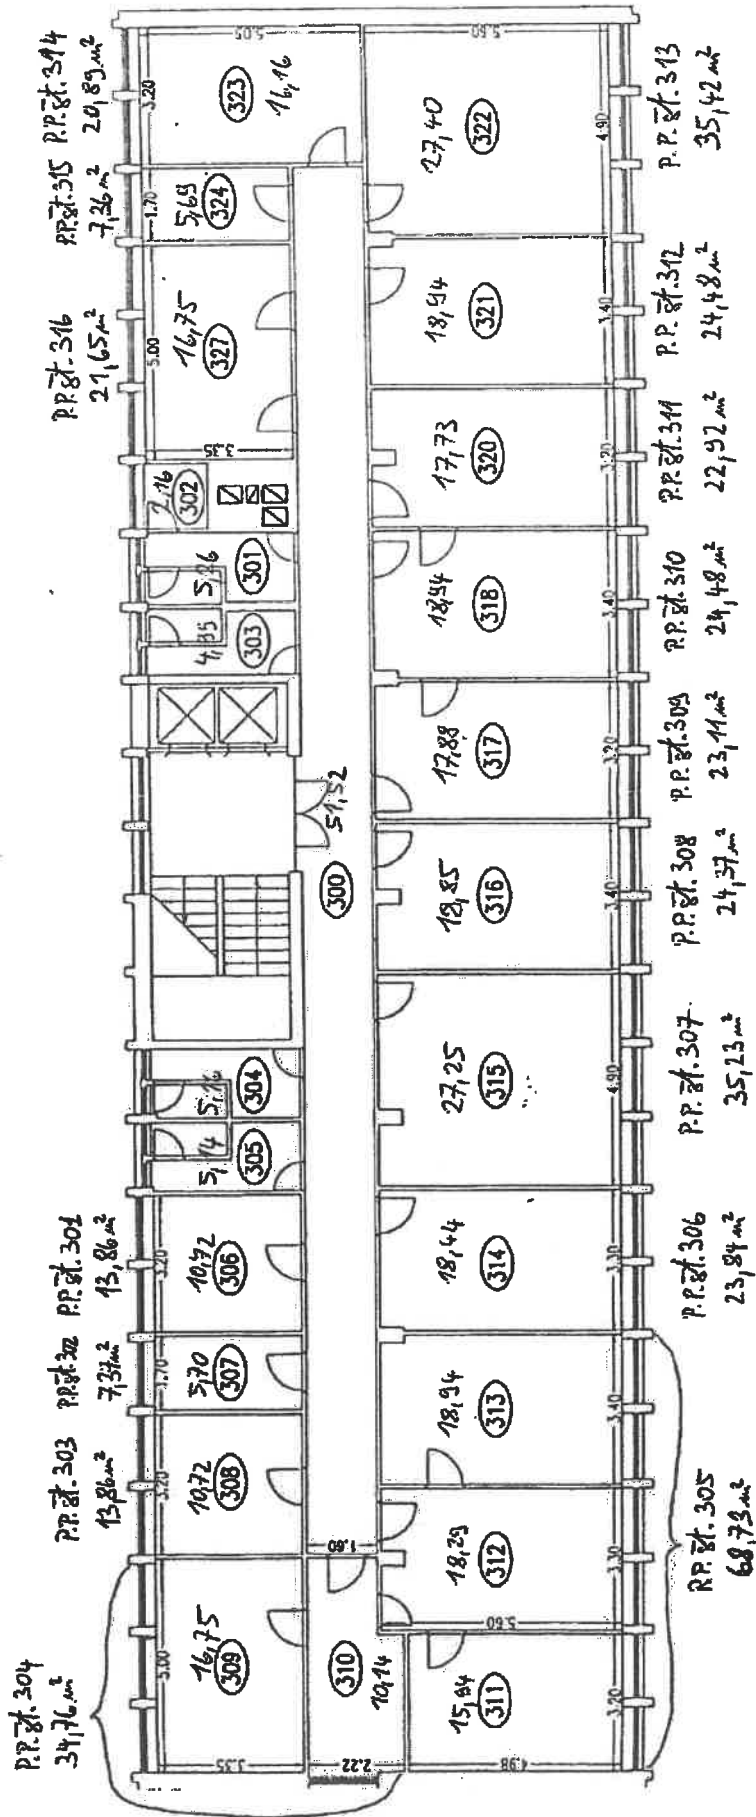 P.P. št. 314
20,89 m²
P.P. št. 315
7,36 m²
P.P. št. 316
21,65 m²
P.P. št. 301
13,86 m²
P.P. št. 302
7,37 m²
P.P. št. 303
13,86 m²
P.P. št. 304
34,76 m²
5.05
3.20
16,16
323
1.70
5,69
324
5.00
16,75
327
3.35
2,16
302
5,26
301
4,35
303
51,52
300
304
305
3.20
10,72
306
1.70
5,70
307
3.20
10,72
308
5.00
16,75
309
3.35
1.60
310
10,14
2.22
5.60
27,40
322
4.90
18,94
321
3.40
17,73
320
3.20
18,94
318
3.40
17,88
317
3.20
18,85
316
3.40
27,25
315
4.90
18,44
314
3.30
18,94
313
3.40
18,29
312
3.30
5.60
15,94
311
3.20
4.98
P.P. št. 313
35,42 m²
P.P. št. 312
24,48 m²
P.P. št. 311
22,92 m²
P.P. št. 310
24,48 m²
P.P. št. 309
23,11 m²
P.P. št. 308
24,37 m²
P.P. št. 307
35,23 m²
P.P. št. 306
23,84 m²
P.P. št. 305
68,73 m²